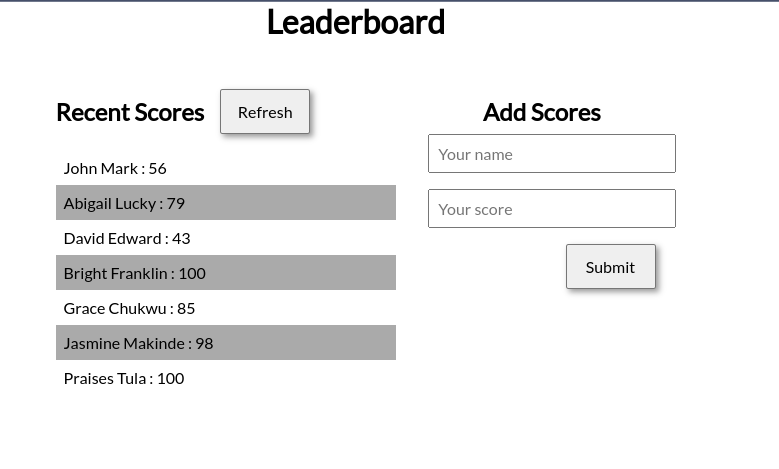 Leaderboard
Recent Scores
Refresh
John Mark : 56
Abigail Lucky : 79
David Edward : 43
Bright Franklin : 100
Grace Chukwu : 85
Jasmine Makinde : 98
Praises Tula : 100
Add Scores
Your name
Your score
Submit